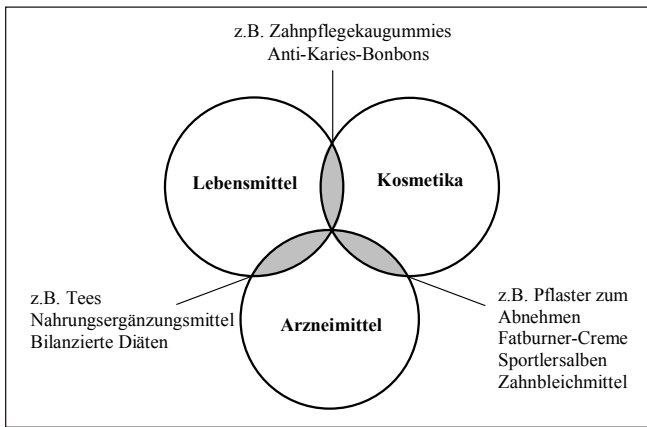 z.B. Zahnpflegekaugummies
Anti-Karies-Bonbons
Lebensmittel
Kosmetika
z.B. Tees
Nahrungsergänzungsmittel
Bilanzierte Diäten
Arzneimittel
z.B. Pflaster zum
Abnehmen
Fatburner-Creme
Sportlersalben
Zahnbleichmittel